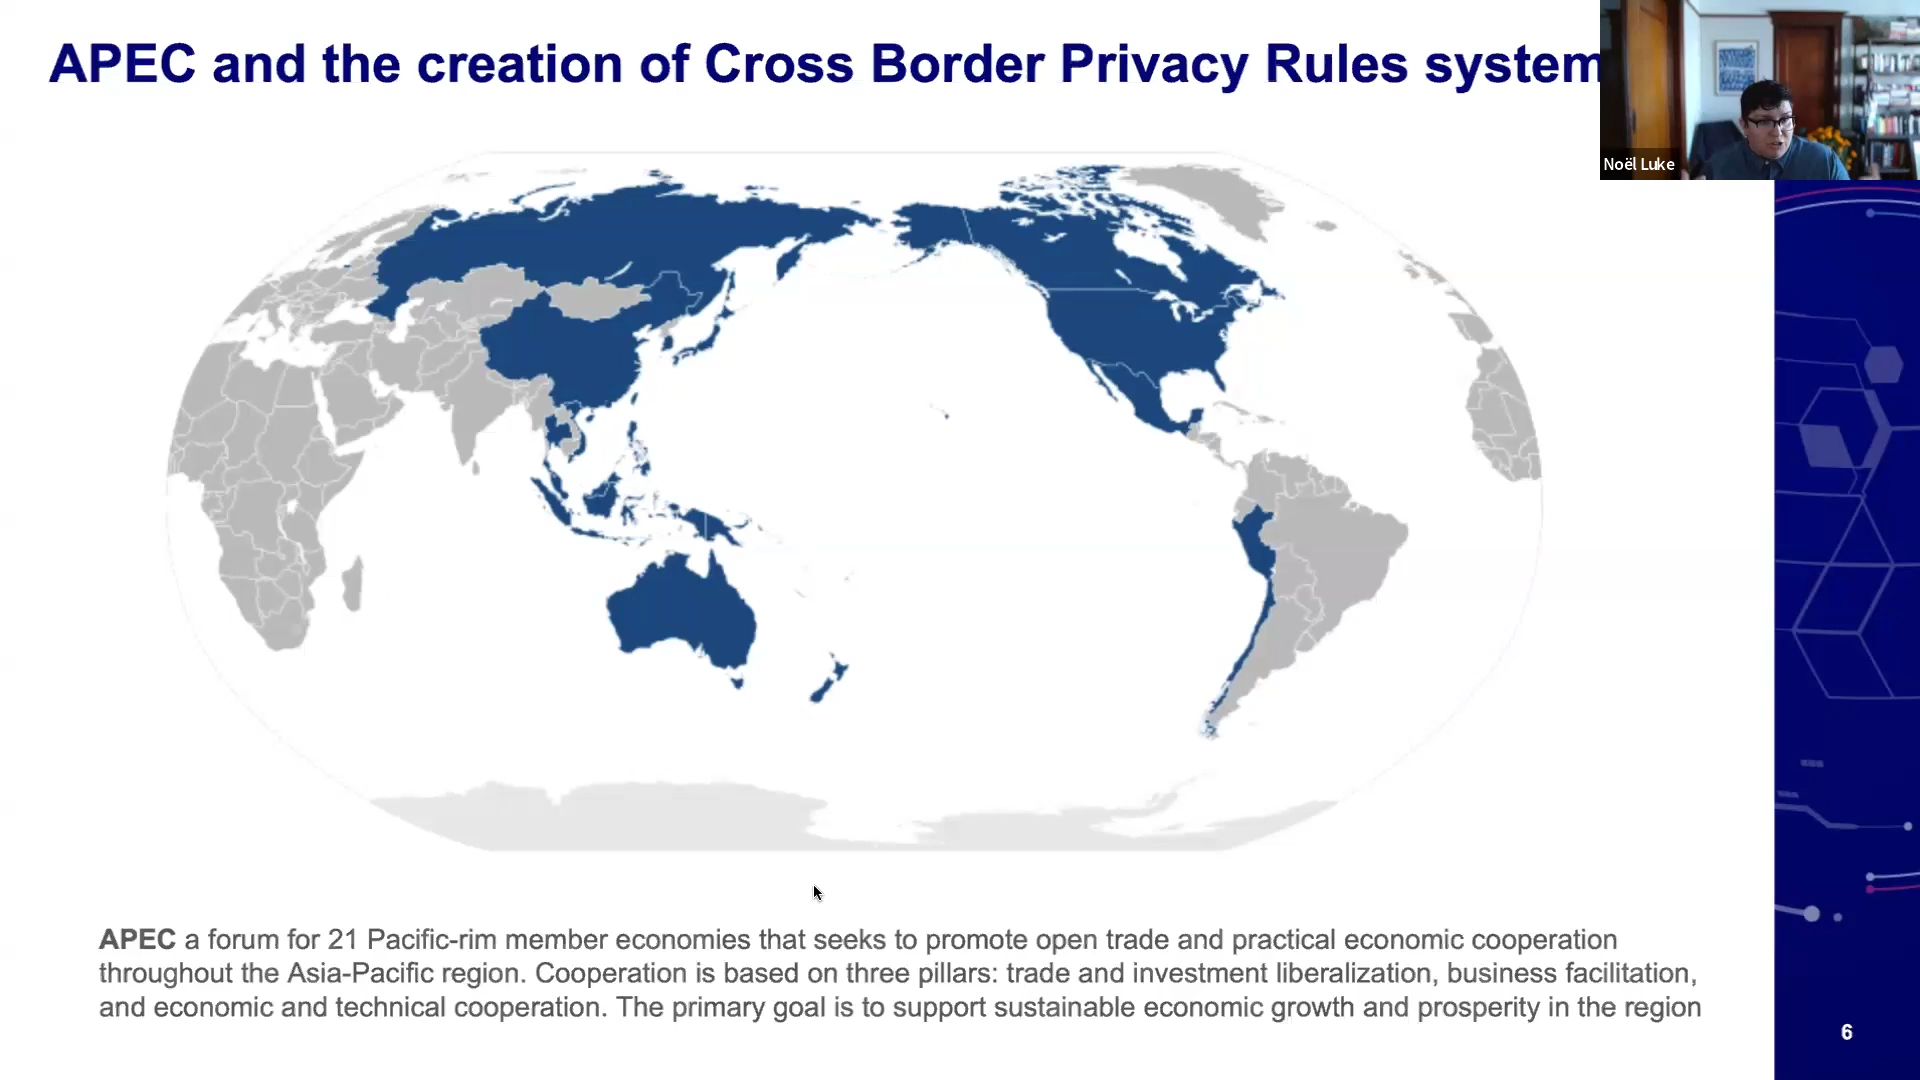 APEC and the creation of Cross Border Privacy Rules system
Noël Luke
APEC a forum for 21 Pacific-rim member economies that seeks to promote open trade and practical economic cooperation
throughout the Asia-Pacific region. Cooperation is based on three pillars: trade and investment liberalization, business facilitation,
and economic and technical cooperation. The primary goal is to support sustainable economic growth and prosperity in the region
6